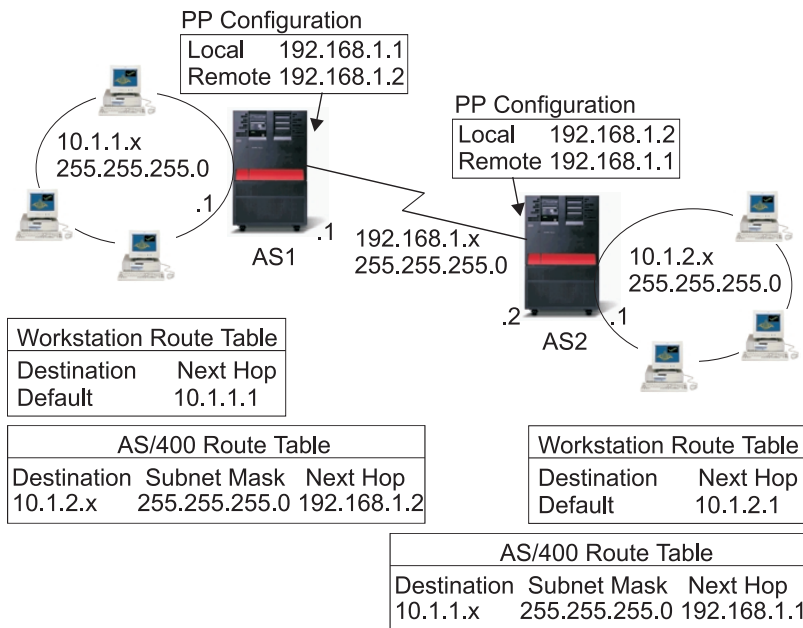 PP Configuration
Local 192.168.1.1
Remote 192.168.1.2
PP Configuration
Local 192.168.1.2
Remote 192.168.1.1
10.1.1.x
255.255.255.0
.1
AS1
.1
192.168.1.x
255.255.255.0
10.1.2.x
255.255.255.0
.2
.1
AS2
Workstation Route Table
Destination Next Hop
Default 10.1.1.1
AS/400 Route Table
Destination Subnet Mask Next Hop
10.1.2.x 255.255.255.0 192.168.1.2
Workstation Route Table
Destination Next Hop
Default 10.1.2.1
AS/400 Route Table
Destination Subnet Mask Next Hop
10.1.1.x 255.255.255.0 192.168.1.1